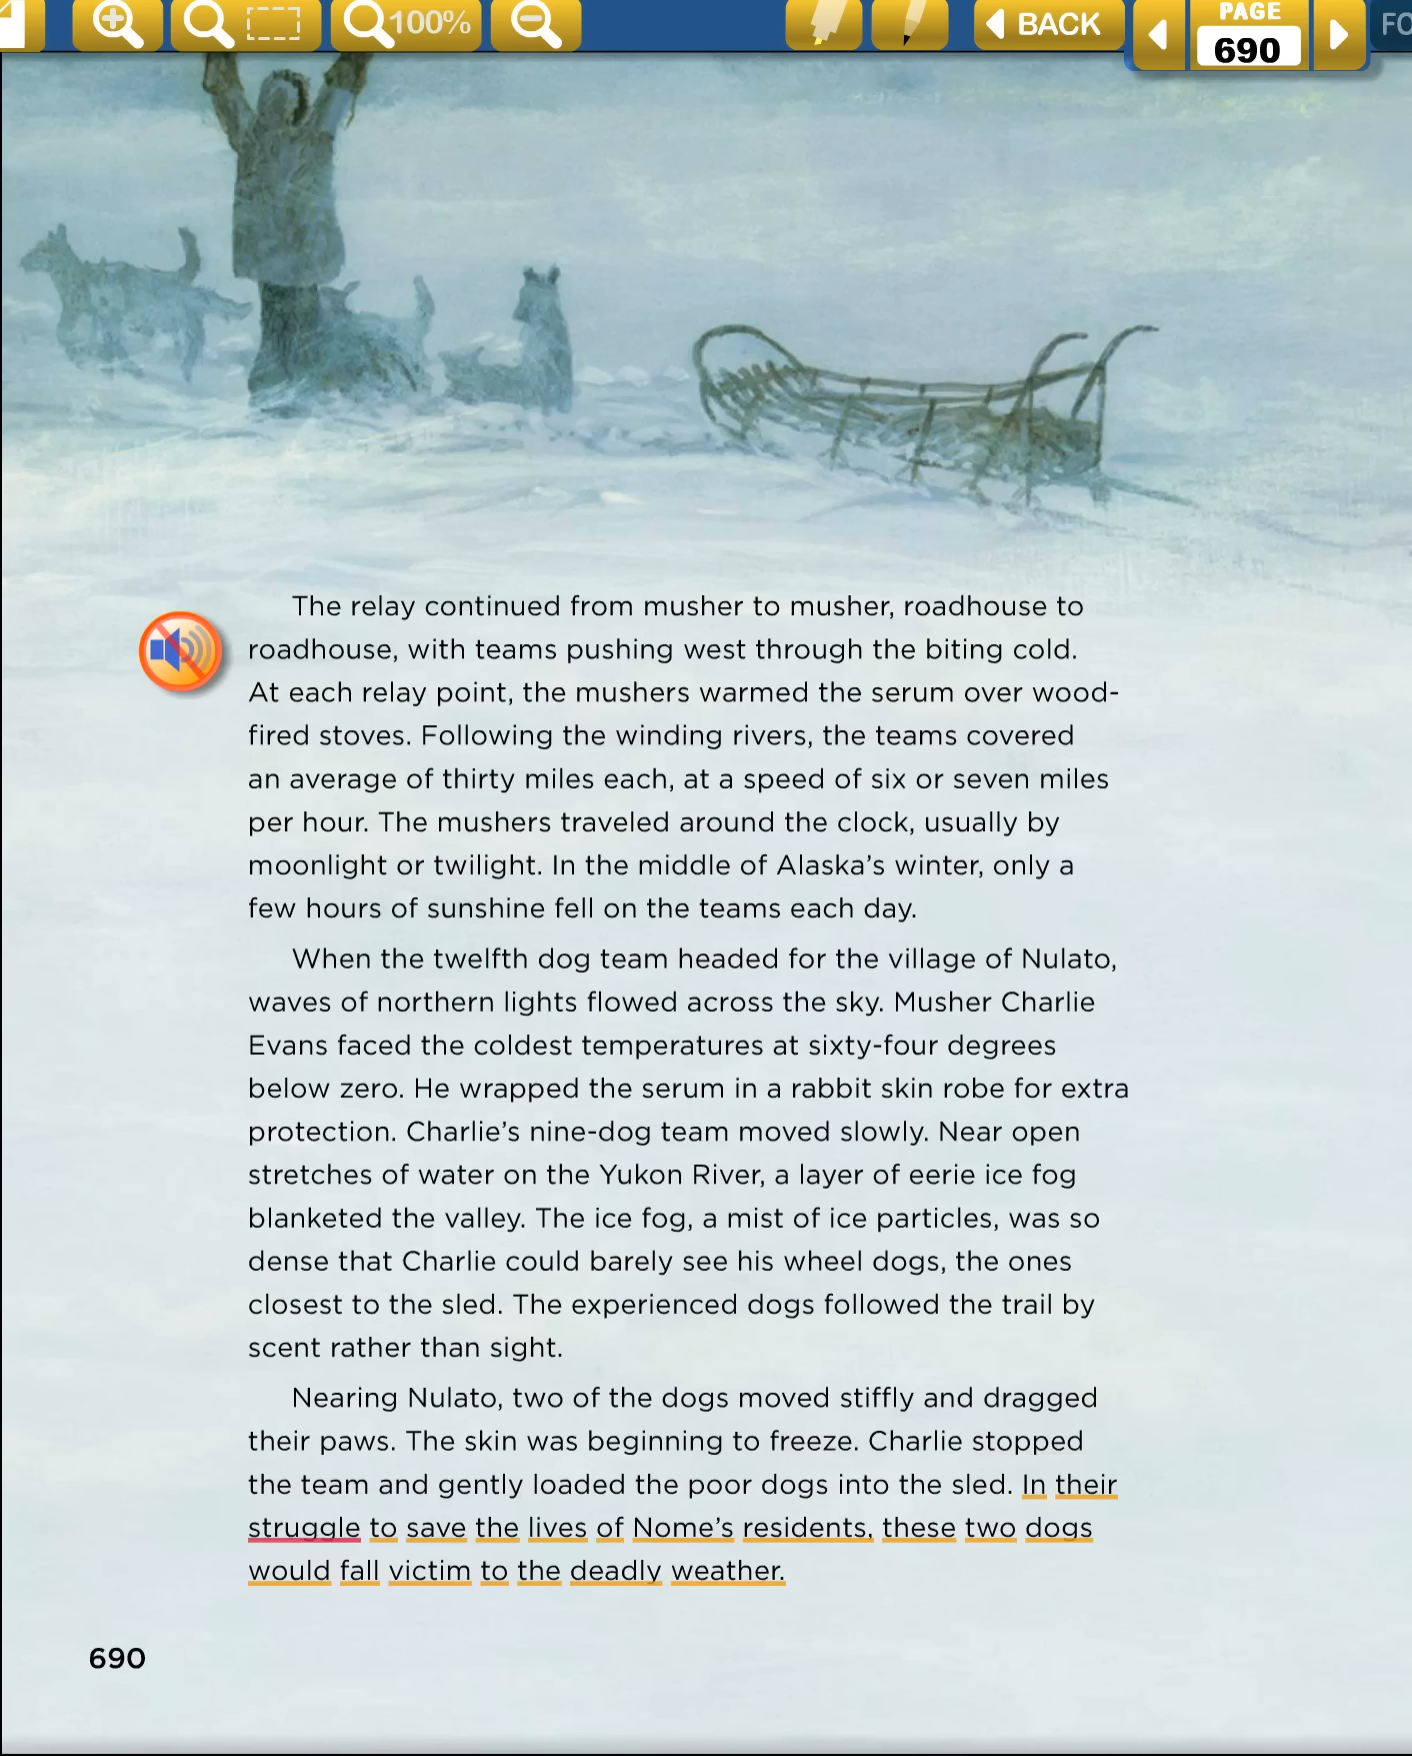 100%
BACK
PAGE
690
FO
The relay continued from musher to musher, roadhouse to
roadhouse, with teams pushing west through the biting cold.
At each relay point, the mushers warmed the serum over wood-
fired stoves. Following the winding rivers, the teams covered
an average of thirty miles each, at a speed of six or seven miles
per hour. The mushers traveled around the clock, usually by
moonlight or twilight. In the middle of Alaska’s winter, only a
few hours of sunshine fell on the teams each day.
When the twelfth dog team headed for the village of Nulato,
waves of northern lights flowed across the sky. Musher Charlie
Evans faced the coldest temperatures at sixty-four degrees
below zero. He wrapped the serum in a rabbit skin robe for extra
protection. Charlie’s nine-dog team moved slowly. Near open
stretches of water on the Yukon River, a layer of eerie ice fog
blanketed the valley. The ice fog, a mist of ice particles, was so
dense that Charlie could barely see his wheel dogs, the ones
closest to the sled. The experienced dogs followed the trail by
scent rather than sight.
Nearing Nulato, two of the dogs moved stiffly and dragged
their paws. The skin was beginning to freeze. Charlie stopped
the team and gently loaded the poor dogs into the sled. In their
struggle to save the lives of Nome’s residents, these two dogs
would fall victim to the deadly weather.
690